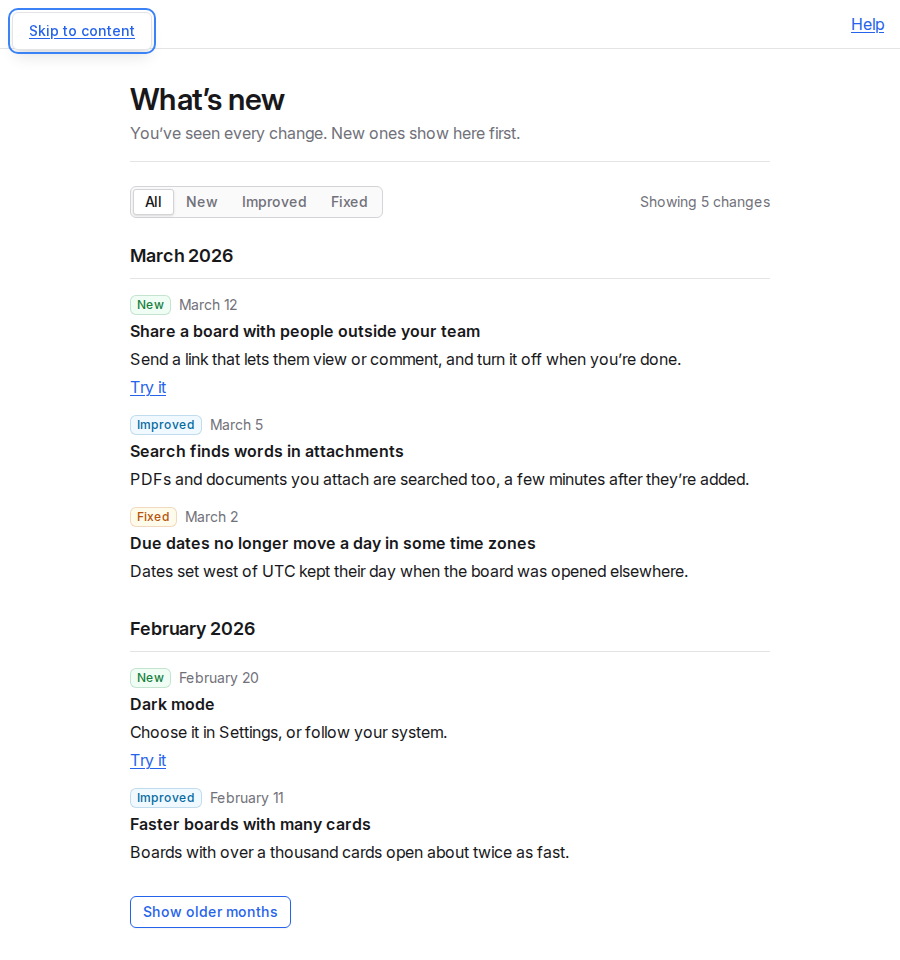 Skip to content
Help
What’s new
You’ve seen every change. New ones show here first.
All New Improved Fixed Showing 5 changes
March 2026
New March 12
Share a board with people outside your team
Send a link that lets them view or comment, and turn it off when you’re done.
Try it
Improved March 5
Search finds words in attachments
PDFs and documents you attach are searched too, a few minutes after they’re added.
Fixed March 2
Due dates no longer move a day in some time zones
Dates set west of UTC kept their day when the board was opened elsewhere.
February 2026
New February 20
Dark mode
Choose it in Settings, or follow your system.
Try it
Improved February 11
Faster boards with many cards
Boards with over a thousand cards open about twice as fast.
Show older months